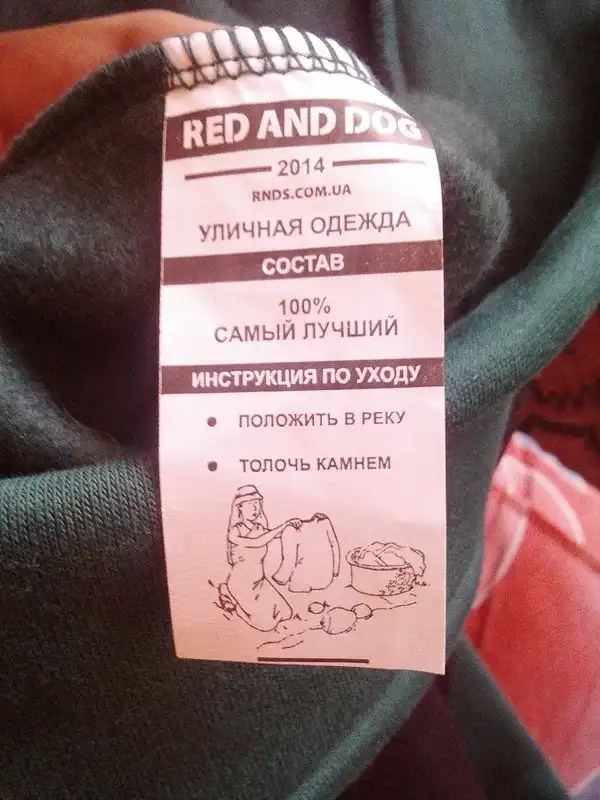 RED AND DOG
2014
RNDS.COM.UA
УЛИЧНАЯ ОДЕЖДА
СОСТАВ
100%
САМЫЙ ЛУЧШИЙ
ИНСТРУКЦИЯ ПО УХОДУ
• ПОЛОЖИТЬ В РЕКУ
• ТОЛОЧЬ КАМНЕМ